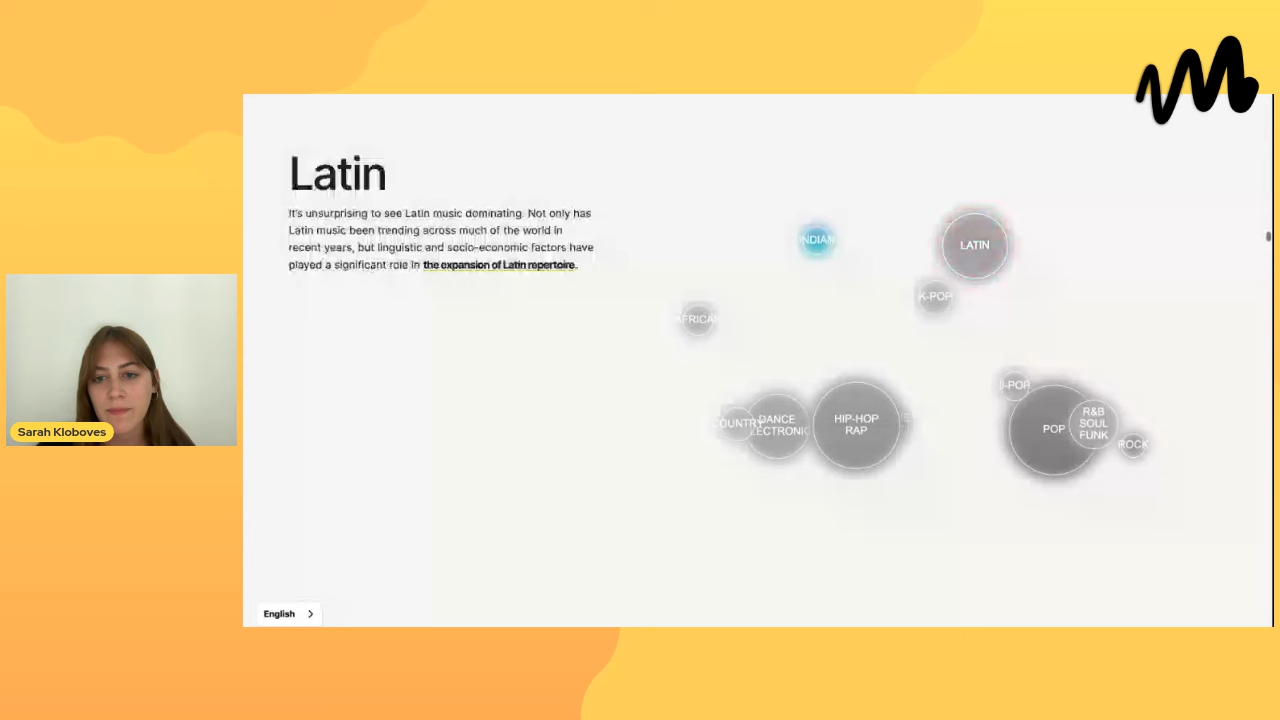 Latin
It's unsurprising to see Latin music dominating. Not only has
Latin music been trending across much of the world in
recent years, but linguistic and socio-economic factors have
played a significant role in the expansion of Latin repertoire.
INDIAN
LATIN
K-POP
AFRICAN
COUNTRY
DANCE
ELECTRONIC
HIP-HOP
RAP
J-POP
POP
R&B
SOUL
FUNK
ROCK
Sarah Kloboves
English